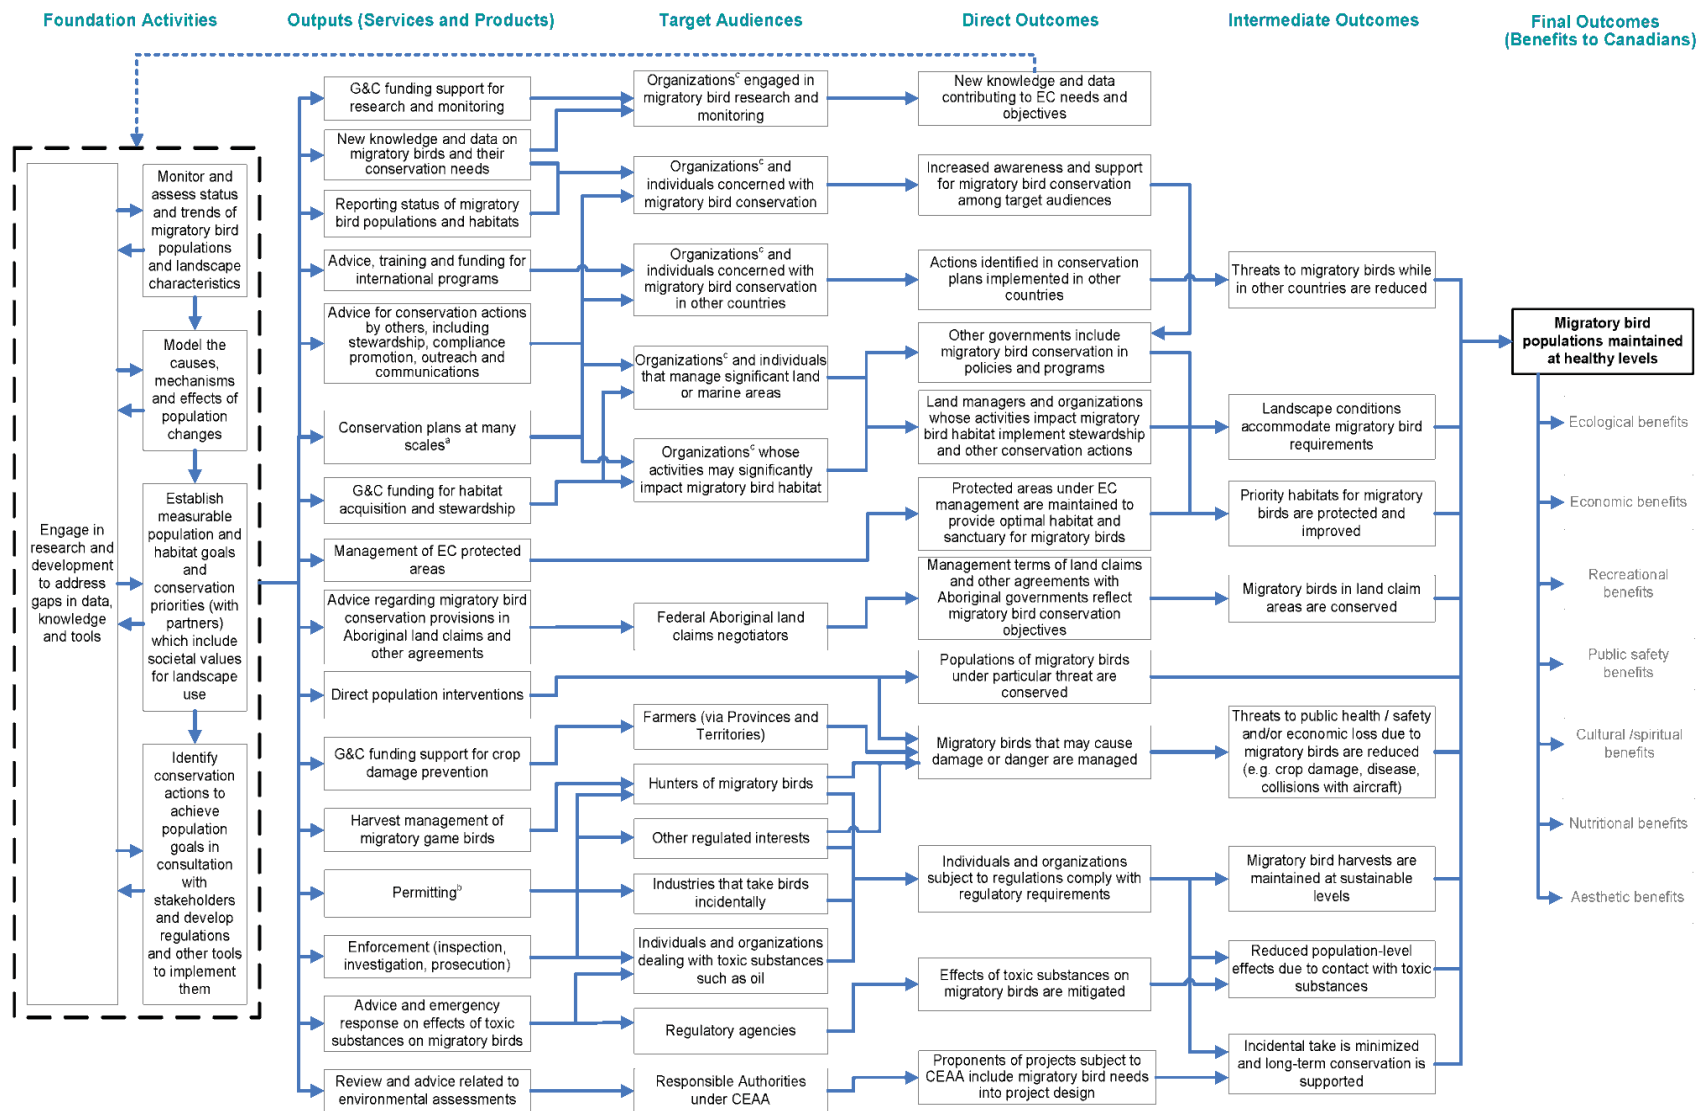 Foundation Activities
Outputs (Services and Products)
Target Audiences
Direct Outcomes
Intermediate Outcomes
Final Outcomes
(Benefits to Canadians)
Engage in
research and
development
to address
gaps in data,
knowledge
and tools
Monitor and
assess status
and trends of
migratory bird
populations
and landscape
characteristics
Model the
causes,
mechanisms
and effects of
population
changes
Establish
measurable
population and
habitat goals
and
conservation
priorities (with
partners) which include
societal values
for landscape
use
Identify
conservation
actions to
achieve
population
goals in
consultation
with
stakeholders
and develop
regulations
and other tools
to implement
them
G&C funding support for
research and monitoring
New knowledge and data on
migratory birds and their
conservation needs
Reporting status of migratory
bird populations and habitats
Advice, training and funding for
international programs
Advice for conservation actions
by others, including
stewardship, compliance
promotion, outreach and
communications
Conservation plans at many
scalesª
G&C funding for habitat
acquisition and stewardship
Management of EC protected
areas
Advice regarding migratory bird
conservation provisions in
Aboriginal land claims and
other agreements
Direct population interventions
G&C funding support for crop
damage prevention
Harvest management of
migratory game birds
Permittingᵇ
Enforcement (inspection,
investigation, prosecution)
Advice and emergency
response on effects of toxic
substances on migratory birds
Review and advice related to
environmental assessments
Organizationsᶜ engaged in
migratory bird research and
monitoring
Organizationsᶜ and
individuals concerned with
migratory bird conservation
Organizationsᶜ and
individuals concerned with
migratory bird conservation
in other countries
Organizationsᶜ and individuals
that manage significant land
or marine areas
Organizationsᶜ whose
activities may significantly
impact migratory bird habitat
Federal Aboriginal land
claims negotiators
Farmers (via Provinces and
Territories)
Hunters of migratory birds
Other regulated interests
Industries that take birds
incidentally
Individuals and organizations
dealing with toxic substances
such as oil
Regulatory agencies
Responsible Authorities
under CEAA
New knowledge and data
contributing to EC needs and
objectives
Increased awareness and support
for migratory bird conservation
among target audiences
Actions identified in conservation
plans implemented in other
countries
Other governments include
migratory bird conservation in
policies and programs
Land managers and organizations
whose activities impact migratory
bird habitat implement stewardship
and other conservation actions
Protected areas under EC
management are maintained to
provide optimal habitat and
sanctuary for migratory birds
Management terms of land claims
and other agreements with
Aboriginal governments reflect
migratory bird conservation
objectives
Populations of migratory birds
under particular threat are
conserved
Migratory birds that may cause
damage or danger are managed
Individuals and organizations
subject to regulations comply with
regulatory requirements
Effects of toxic substances on
migratory birds are mitigated
Proponents of projects subject to
CEAA include migratory bird needs
into project design
Threats to migratory birds while
in other countries are reduced
Landscape conditions
accommodate migratory bird
requirements
Priority habitats for migratory
birds are protected and
improved
Migratory birds in land claim
areas are conserved
Threats to public health / safety
and/or economic loss due to
migratory birds are reduced
(e.g. crop damage, disease,
collisions with aircraft)
Migratory bird harvests are
maintained at sustainable
levels
Reduced population-level
effects due to contact with toxic
substances
Incidental take is minimized
and long-term conservation is
supported
Migratory bird
populations maintained
at healthy levels
Ecological benefits
Economic benefits
Recreational
benefits
Public safety
benefits
Cultural /spiritual
benefits
Nutritional benefits
Aesthetic benefits